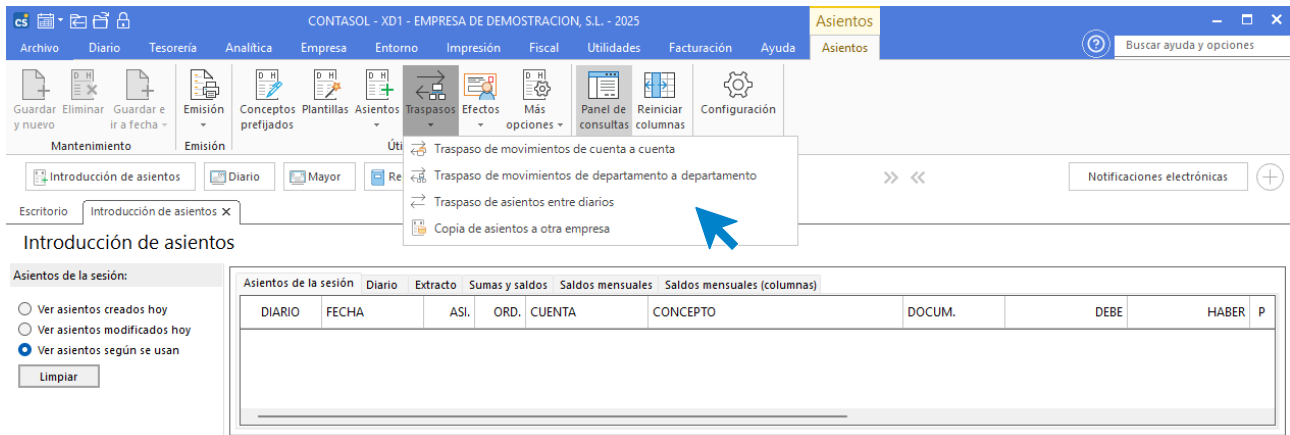 cs CONTASOL - XD1 - EMPRESA DE DEMOSTRACION, S.L. - 2025 Asientos
Archivo Diario Tesorería Analítica Empresa Entorno Impresión Fiscal Utilidades Facturación Ayuda Asientos Buscar ayuda y opciones
Guardar y nuevo Eliminar Guardar e ir a fecha Emisión Conceptos prefijados Plantillas Asientos Traspasos Efectos Más opciones Panel de consultas Reiniciar columnas Configuración
Mantenimiento Emisión Úti
Traspaso de movimientos de cuenta a cuenta
Traspaso de movimientos de departamento a departamento
Traspaso de asientos entre diarios
Copia de asientos a otra empresa
Introducción de asientos Diario Mayor Re Notificaciones electrónicas
Escritorio Introducción de asientos X
Introducción de asientos
Asientos de la sesión:
Ver asientos creados hoy
Ver asientos modificados hoy
Ver asientos según se usan
Limpiar
Asientos de la sesión Diario Extracto Sumas y saldos Saldos mensuales Saldos mensuales (columnas)
DIARIO FECHA ASI. ORD. CUENTA CONCEPTO DOCUM. DEBE HABER P